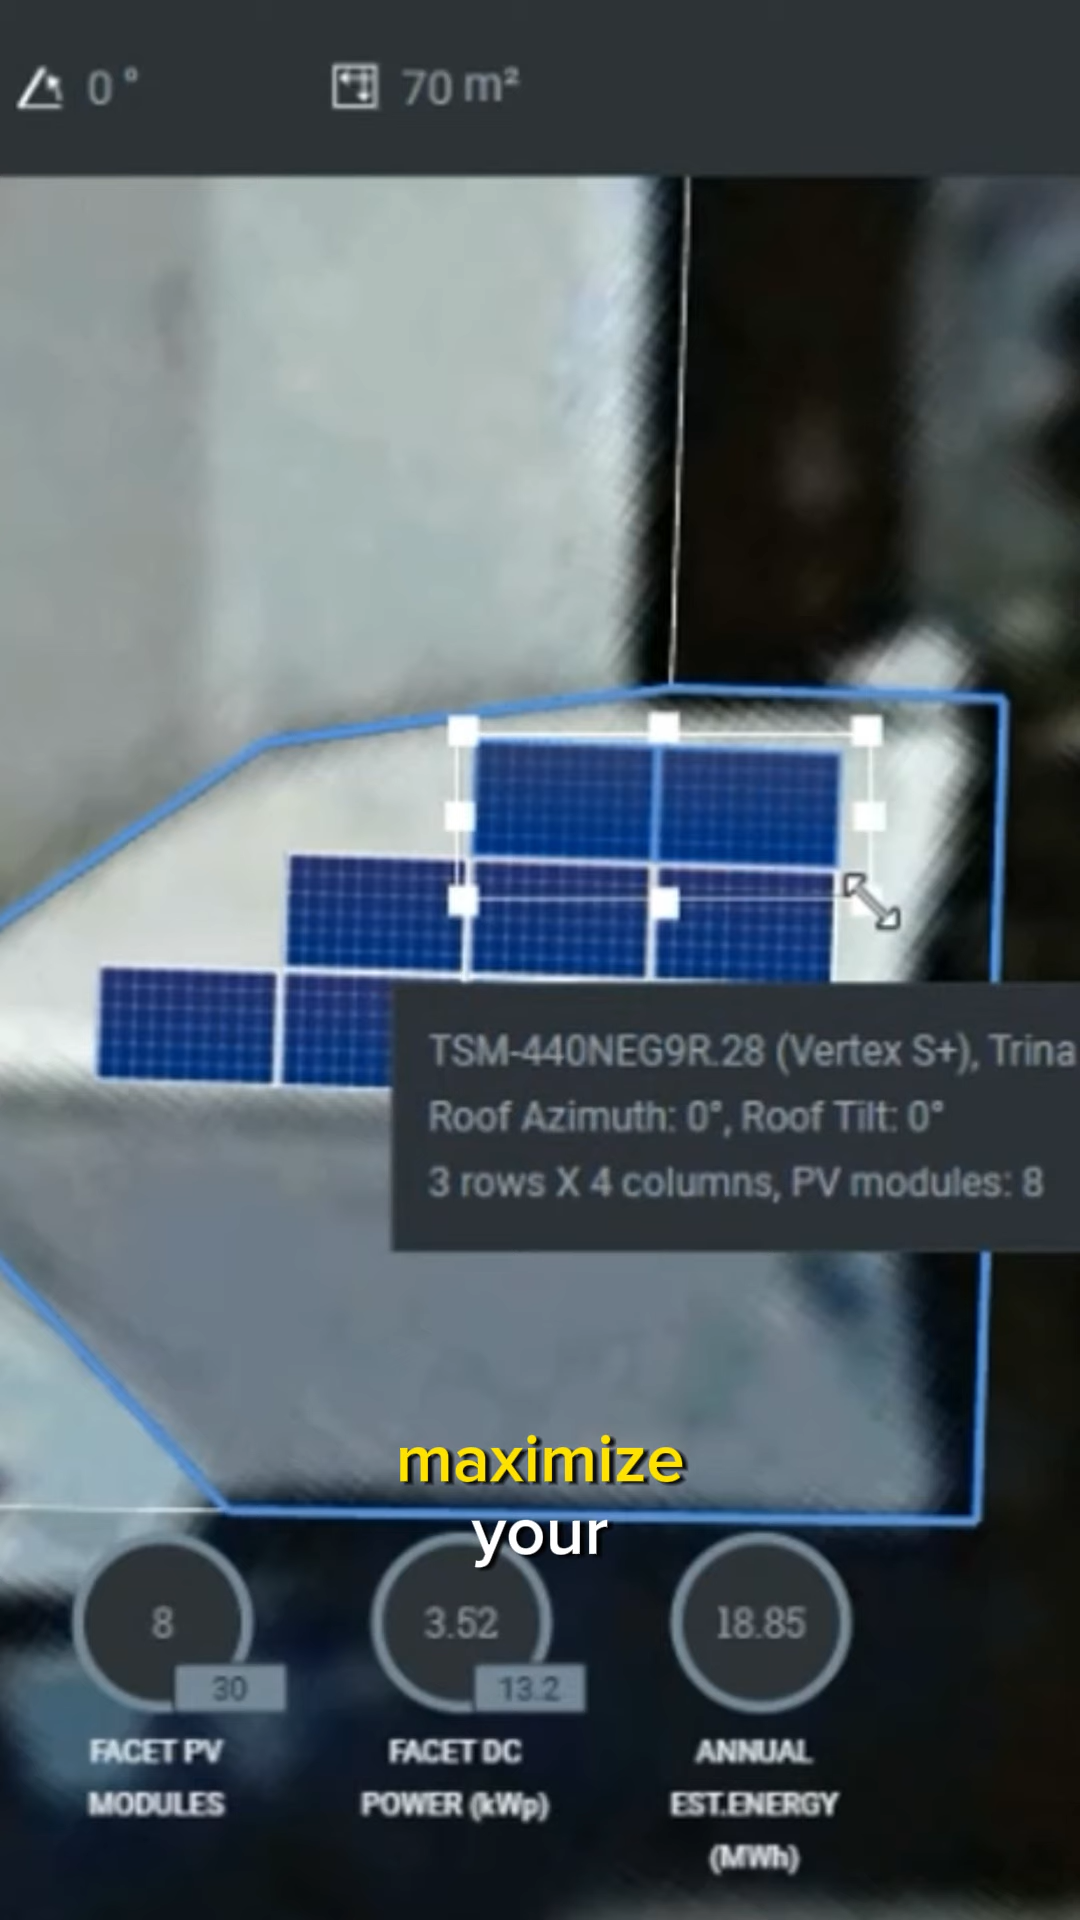 0°
70 m²
TSM-440NEG9R.28 (Vertex S+), Trina
Roof Azimuth: 0°, Roof Tilt: 0°
3 rows X 4 columns, PV modules: 8
maximize
your
8
30
FACET PV
MODULES
3.52
13.2
FACET DC
POWER (kWp)
18.85
ANNUAL
EST.ENERGY
(MWh)